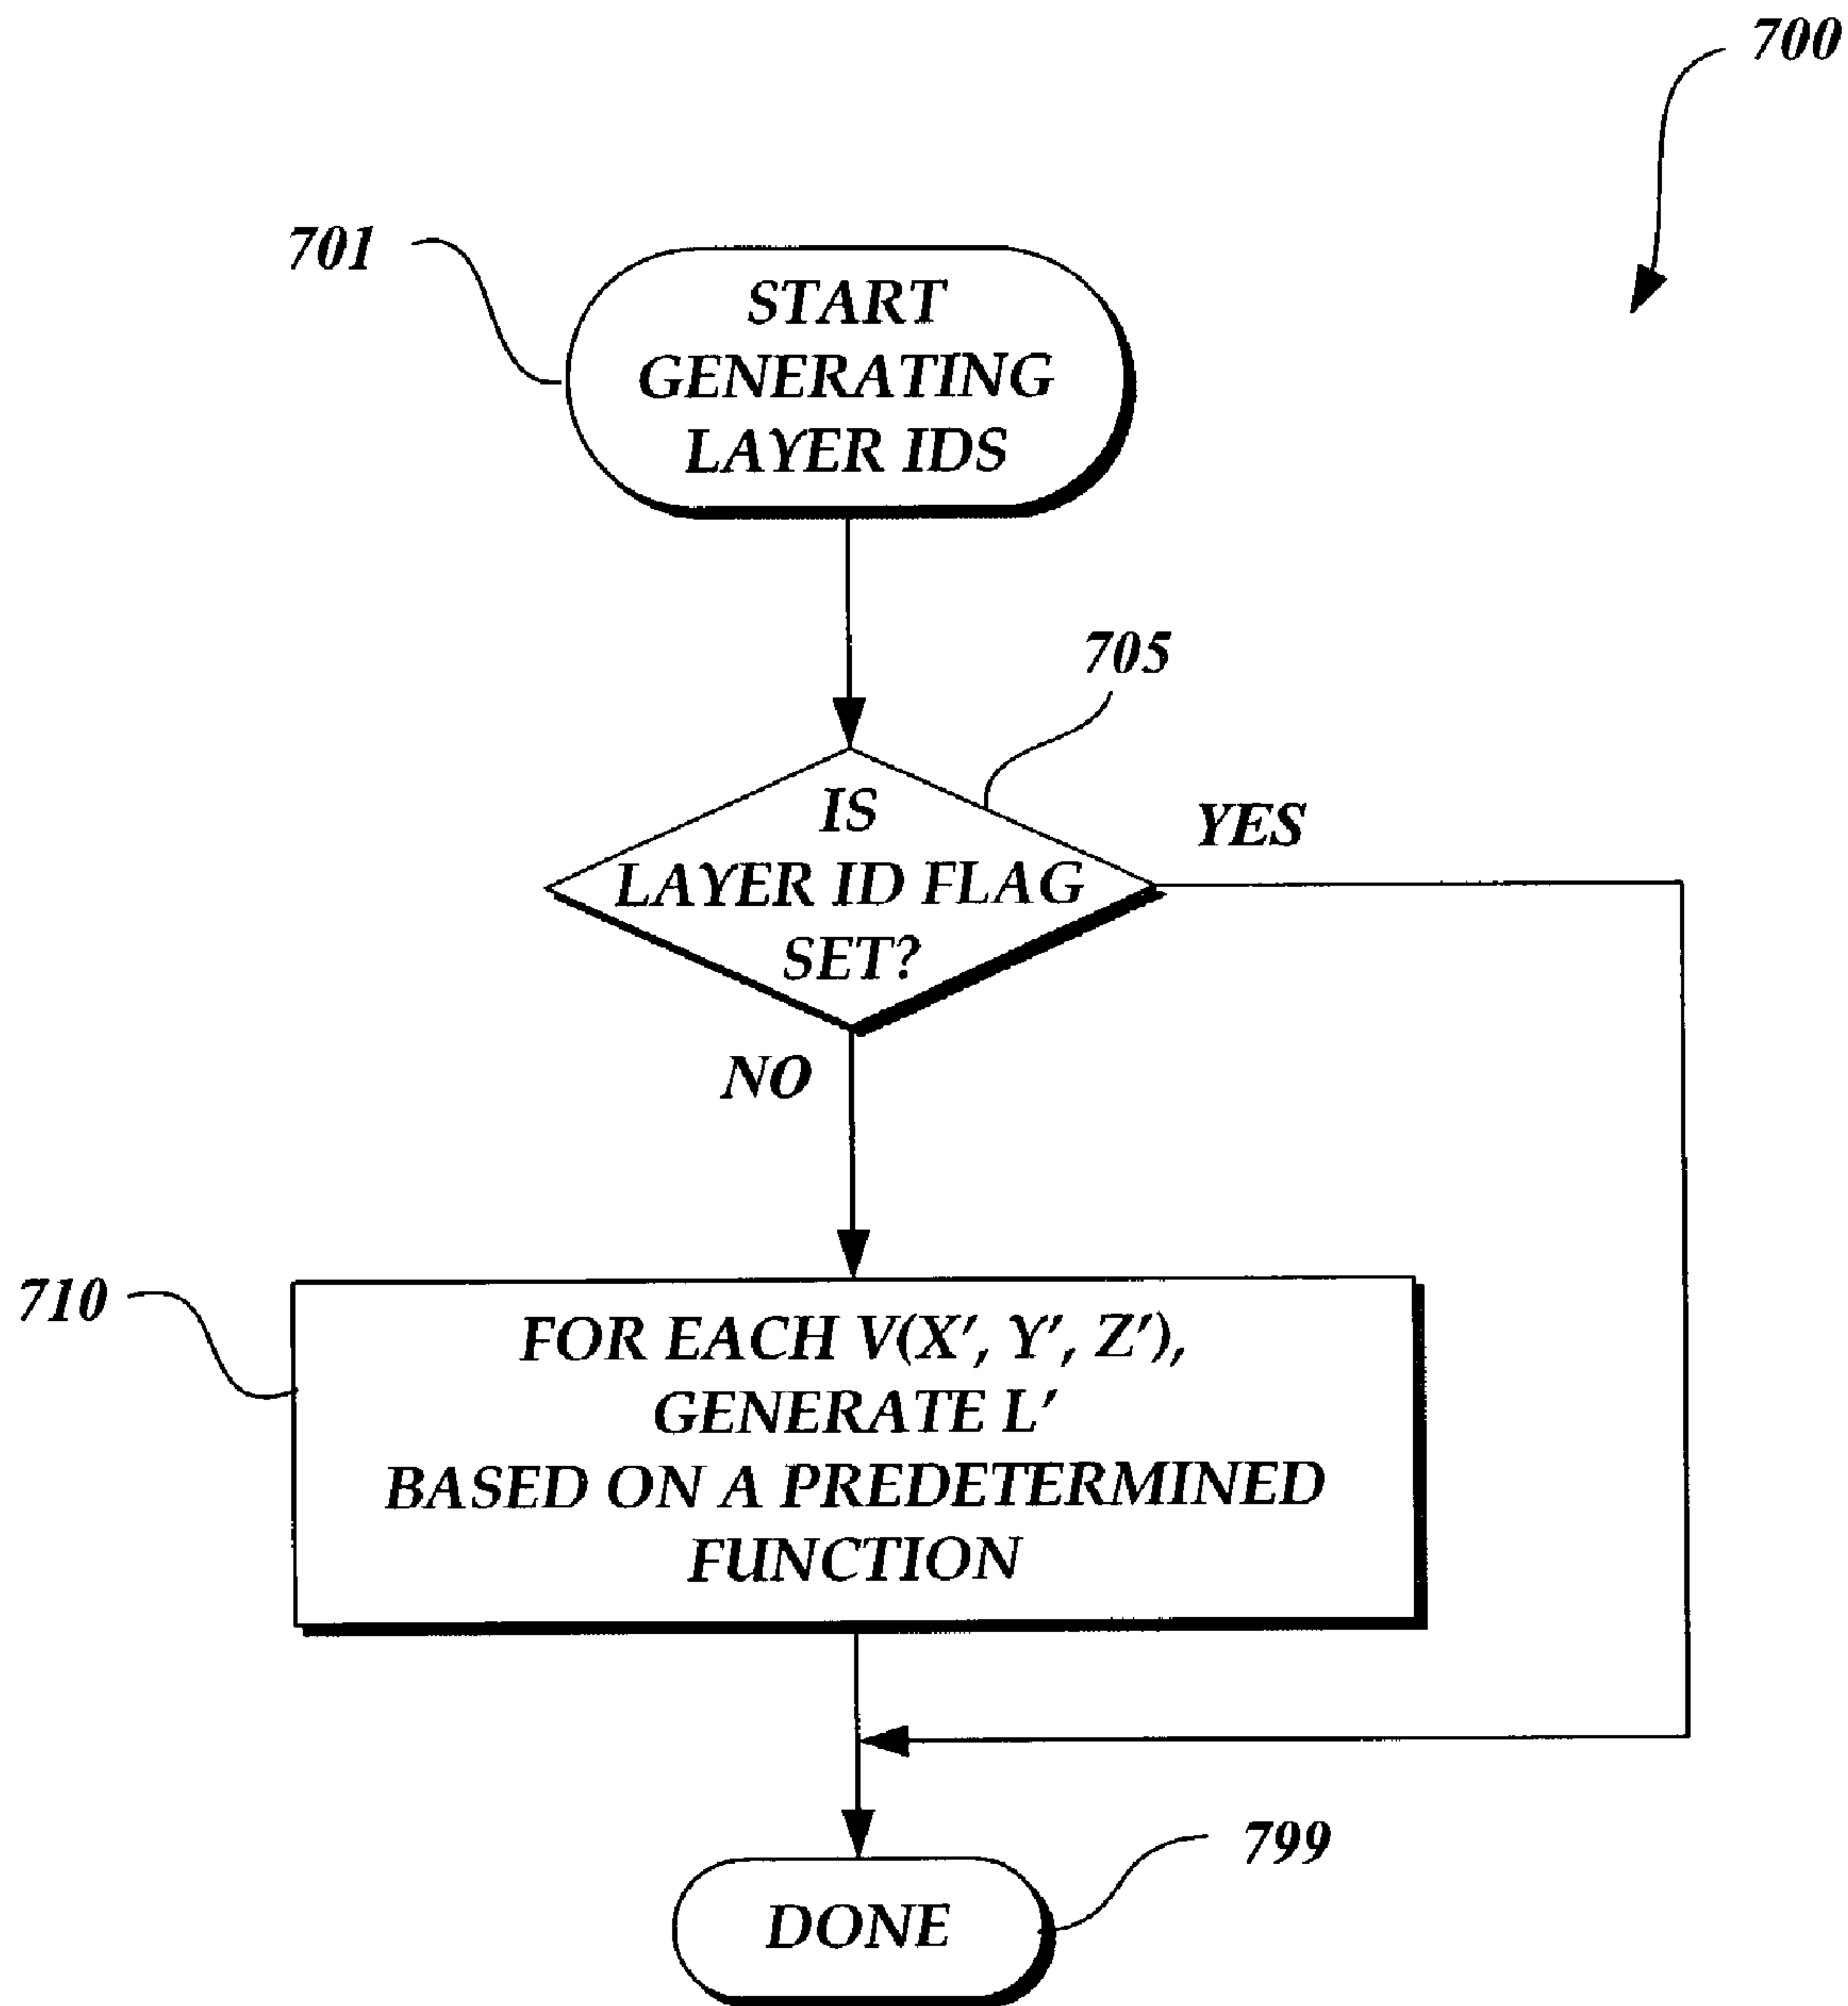 700
701
START
GENERATING
LAYER IDS
705
IS
LAYER ID FLAG
SET?
YES
NO
710
FOR EACH V(X', Y', Z'),
GENERATE L'
BASED ON A PREDETERMINED
FUNCTION
799
DONE